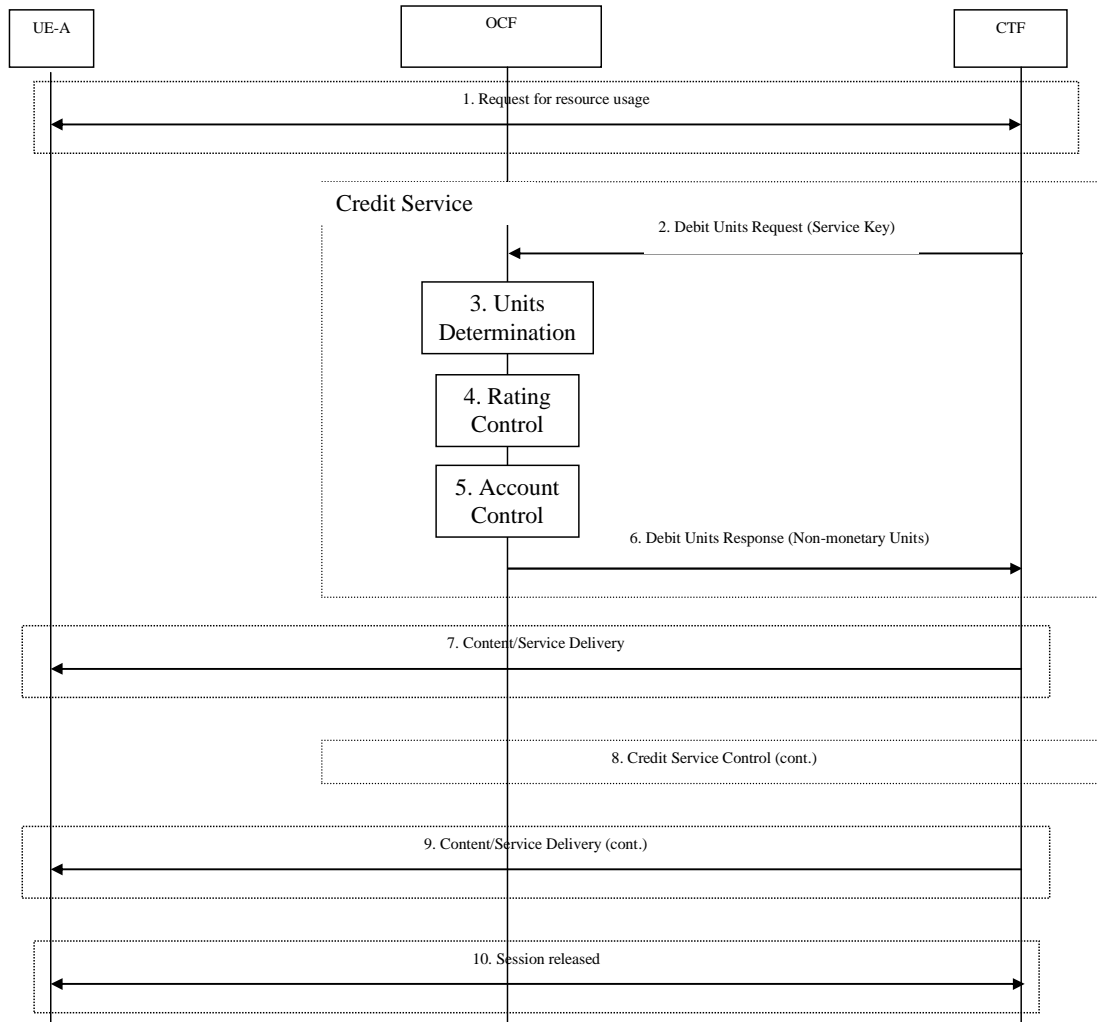 UE-A
OCF
CTF
1. Request for resource usage
Credit Service
2. Debit Units Request (Service Key)
3. Units
Determination
4. Rating
Control
5. Account
Control
6. Debit Units Response (Non-monetary Units)
7. Content/Service Delivery
8. Credit Service Control (cont.)
9. Content/Service Delivery (cont.)
10. Session released